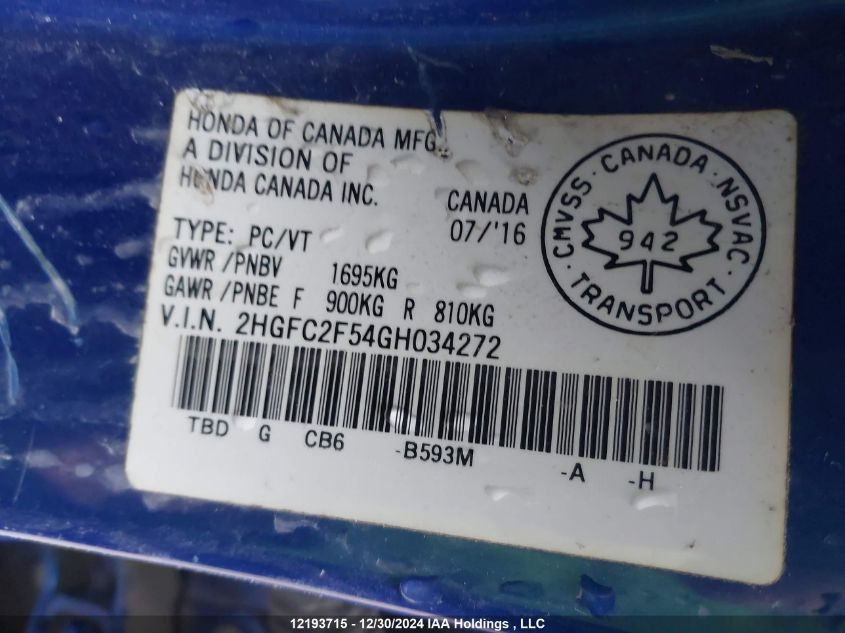 HONDA OF CANADA MFG.,
A DIVISION OF
HONDA CANADA INC.
CANADA
07/'16
TYPE: PC/VT
GVWR /PNBV 1695KG
GAWR /PNBE F 900KG R 810KG
V.I.N. 2HGFC2F54GH034272
TBD G CB6 -B593M -A -H
CMVSS · CANADA · NSVAC ·
942
TRANSPORT
12193715 - 12/30/2024 IAA Holdings , LLC